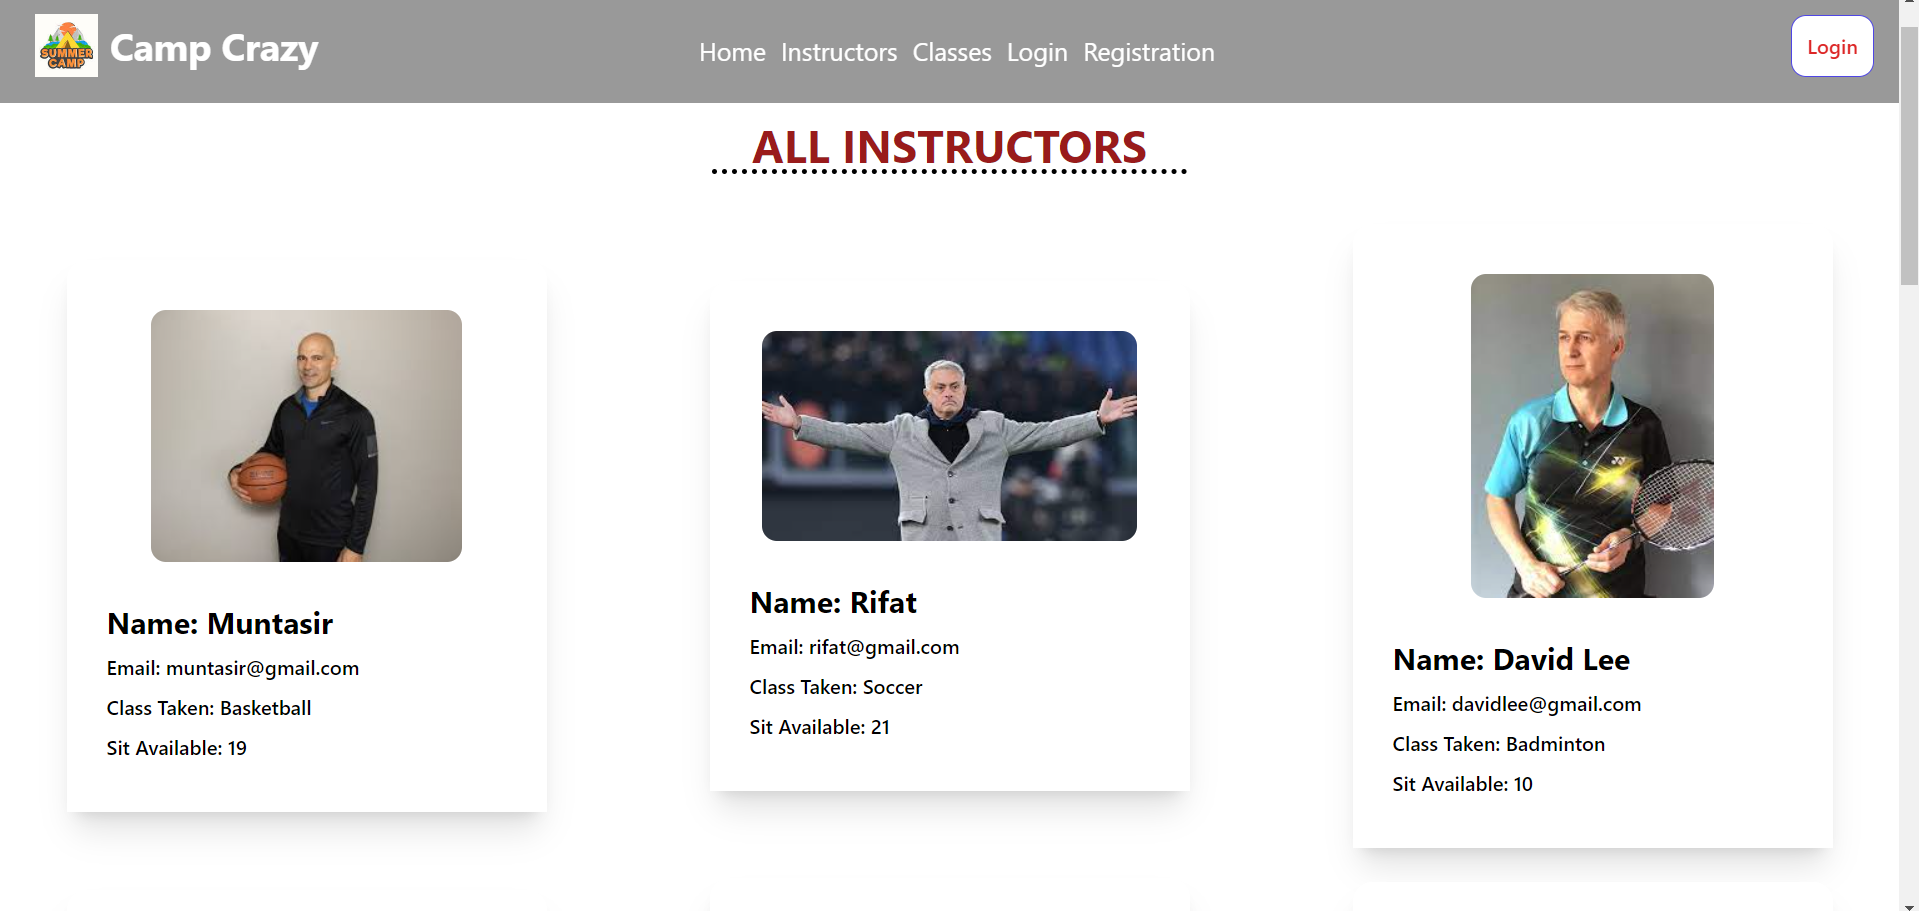 SUMMER
CAMP
Camp Crazy
Home Instructors Classes Login Registration
Login
ALL INSTRUCTORS
Name: Muntasir
Email: muntasir@gmail.com
Class Taken: Basketball
Sit Available: 19
Name: Rifat
Email: rifat@gmail.com
Class Taken: Soccer
Sit Available: 21
Name: David Lee
Email: davidlee@gmail.com
Class Taken: Badminton
Sit Available: 10